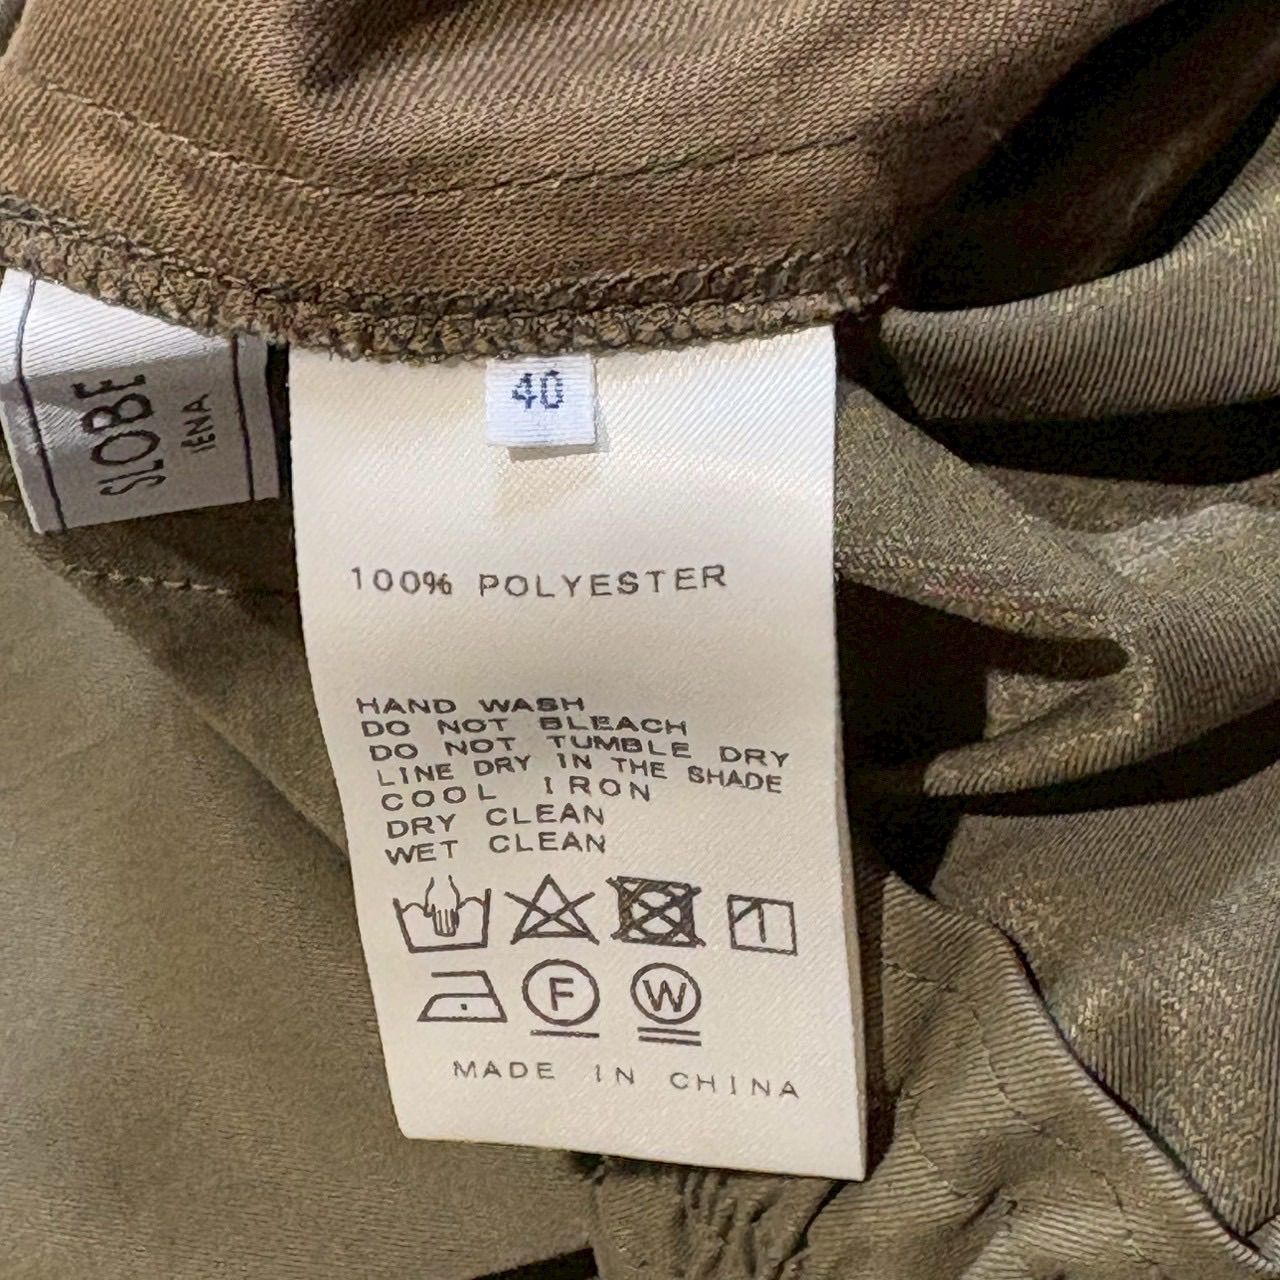 SLOBE
IENA
40
100% POLYESTER
HAND WASH
DO NOT BLEACH
DO NOT TUMBLE DRY
LINE DRY IN THE SHADE
COOL IRON
DRY CLEAN
WET CLEAN
F W
MADE IN CHINA